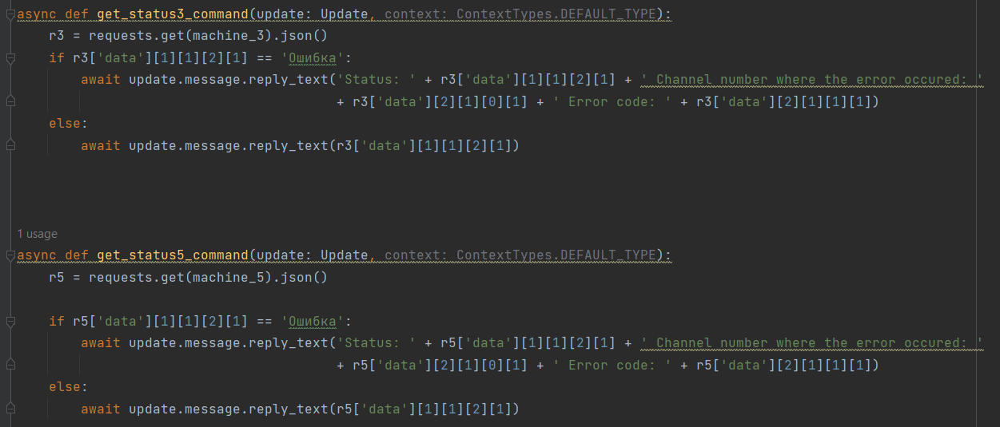 async def get_status3_command(update: Update, context: ContextTypes.DEFAULT_TYPE):
    r3 = requests.get(machine_3).json()
    if r3['data'][1][1][2][1] == 'Ошибка':
        await update.message.reply_text('Status: ' + r3['data'][1][1][2][1] + ' Channel number where the error occured: '
                                        + r3['data'][2][1][0][1] + ' Error code: ' + r3['data'][2][1][1][1])
    else:
        await update.message.reply_text(r3['data'][1][1][2][1])
1 usage
async def get_status5_command(update: Update, context: ContextTypes.DEFAULT_TYPE):
    r5 = requests.get(machine_5).json()
    if r5['data'][1][1][2][1] == 'Ошибка':
        await update.message.reply_text('Status: ' + r5['data'][1][1][2][1] + ' Channel number where the error occured: '
                                        + r5['data'][2][1][0][1] + ' Error code: ' + r5['data'][2][1][1][1])
    else:
        await update.message.reply_text(r5['data'][1][1][2][1])